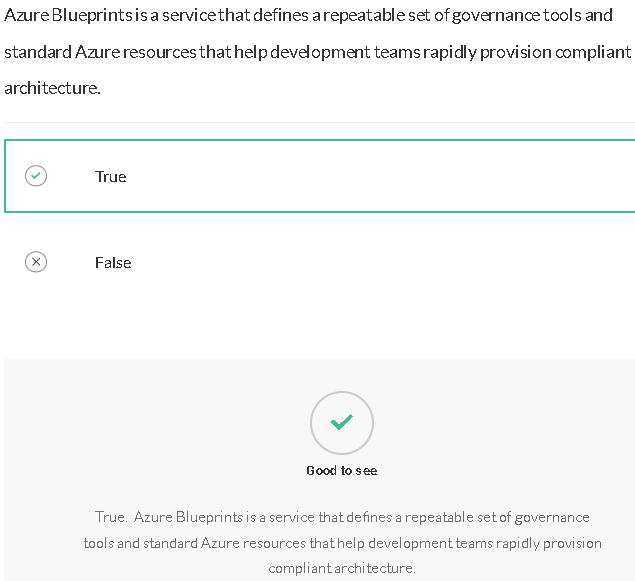 Azure Blueprints is a service that defines a repeatable set of governance tools and
standard Azure resources that help development teams rapidly provision compliant
architecture.
True
False
Good to see
True. Azure Blueprints is a service that defines a repeatable set of governance
tools and standard Azure resources that help development teams rapidly provision
compliant architecture.